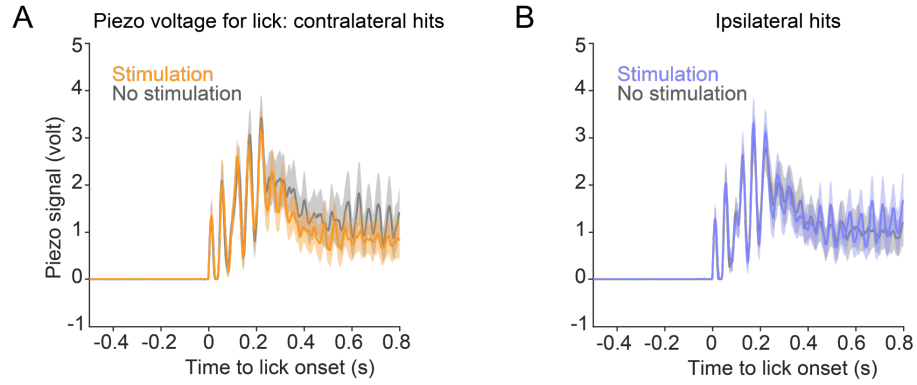 A
Piezo voltage for lick: contralateral hits
5
4
3
2
1
0
-1
Piezo signal (volt)
Stimulation
No stimulation
-0.4 -0.2 0 0.2 0.4 0.6 0.8
Time to lick onset (s)
B
Ipsilateral hits
5
4
3
2
1
0
-1
Stimulation
No stimulation
-0.4 -0.2 0 0.2 0.4 0.6 0.8
Time to lick onset (s)